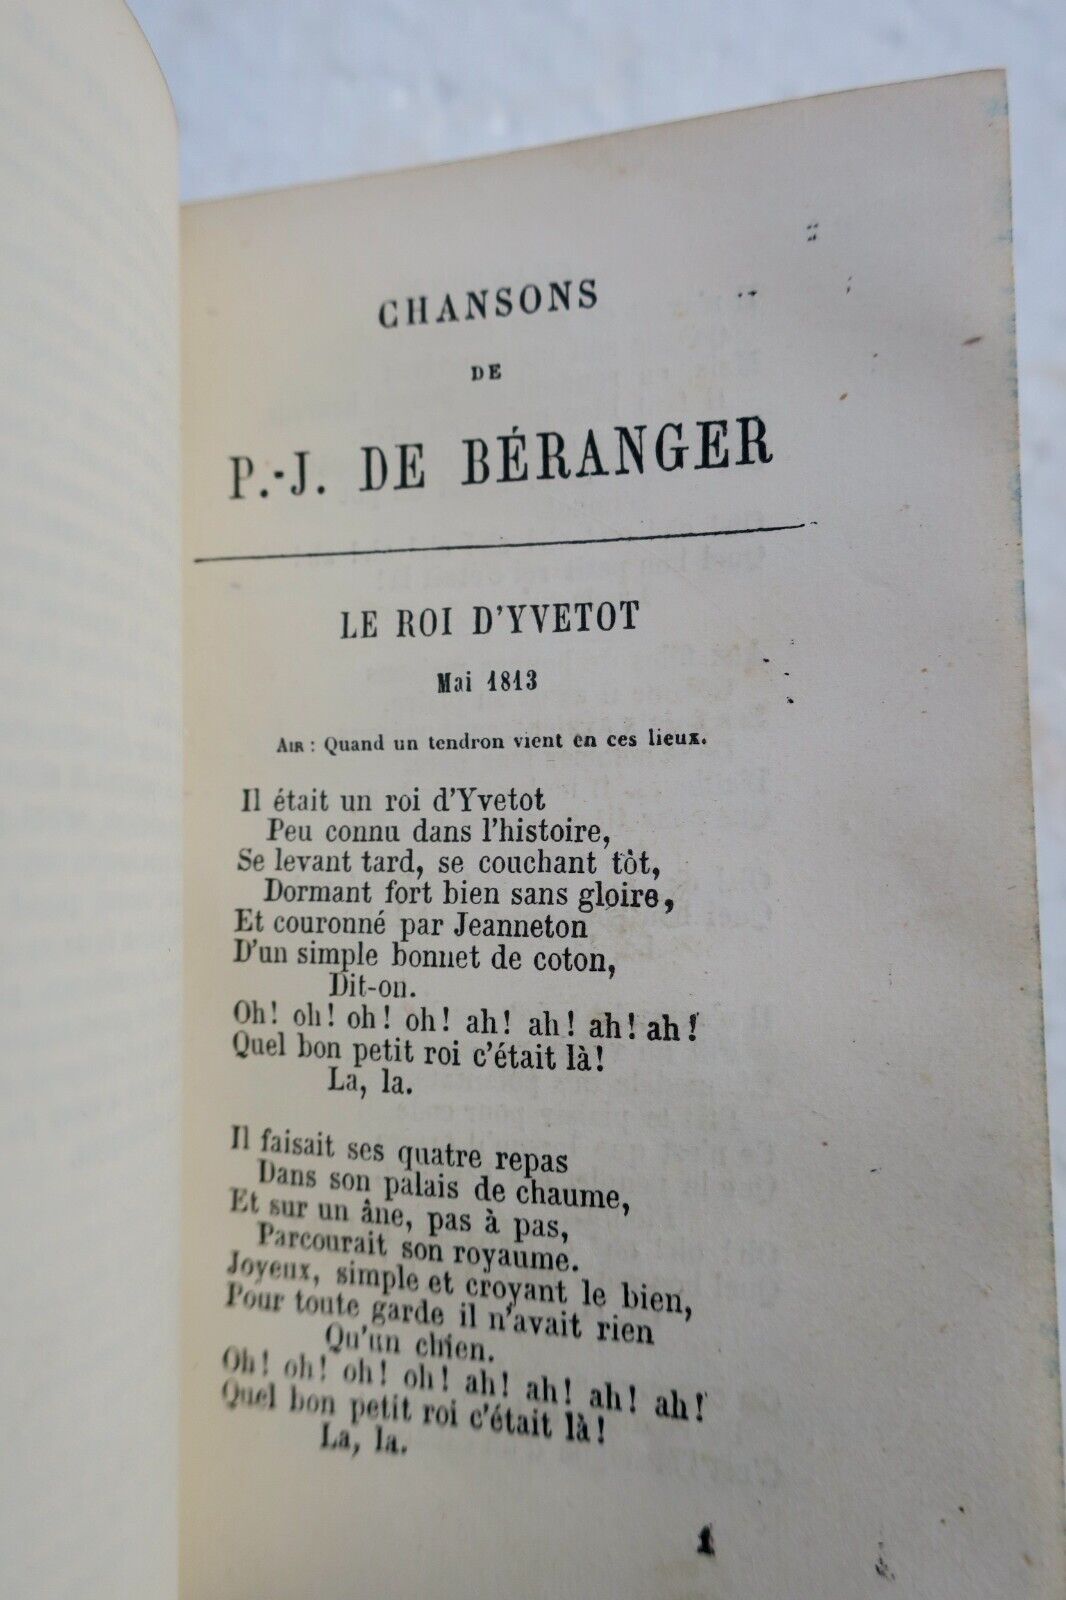 CHANSONS
DE
P.-J. DE BÉRANGER
LE ROI D'YVETOT
Mai 1813
AIR : Quand un tendron vient en ces lieux.
Il était un roi d'Yvetot
Peu connu dans l'histoire,
Se levant tard, se couchant tôt,
Dormant fort bien sans gloire,
Et couronné par Jeanneton
D'un simple bonnet de coton,
Dit-on.
Oh! oh! oh! oh! ah! ah! ah! ah!
Quel bon petit roi c'était là!
La, la.
Il faisait ses quatre repas
Dans son palais de chaume,
Et sur un âne, pas à pas,
Parcourait son royaume.
Joyeux, simple et croyant le bien,
Pour toute garde il n'avait rien
Qu'un chien.
Oh! oh! oh! oh! ah! ah! ah! ah!
Quel bon petit roi c'était là!
La, la.
1